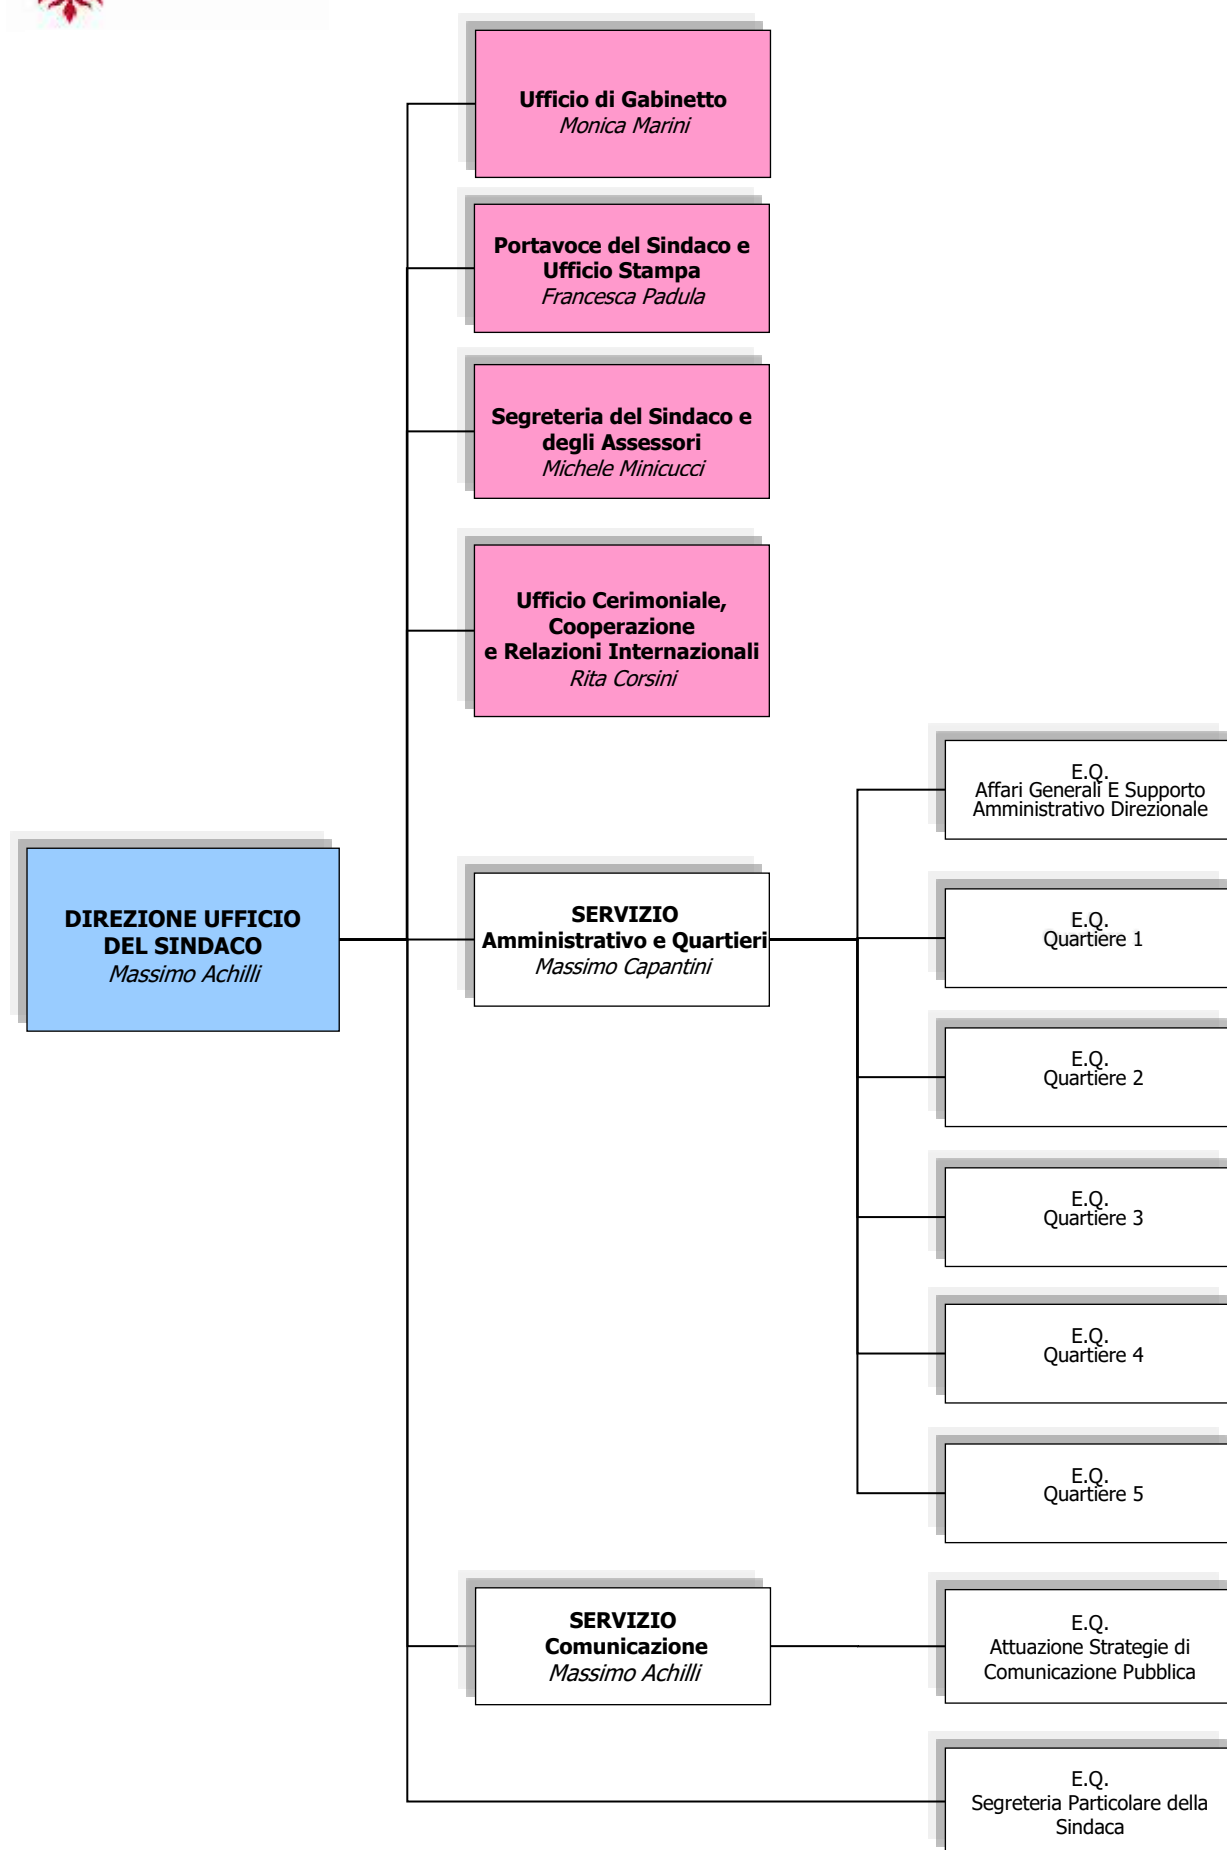 Ufficio di Gabinetto
Monica Marini
Portavoce del Sindaco e
Ufficio Stampa
Francesca Padula
Segreteria del Sindaco e
degli Assessori
Michele Minicucci
Ufficio Cerimoniale,
Cooperazione
e Relazioni Internazionali
Rita Corsini
DIREZIONE UFFICIO
DEL SINDACO
Massimo Achilli
SERVIZIO
Amministrativo e Quartieri
Massimo Capantini
E.Q.
Affari Generali E Supporto
Amministrativo Direzionale
E.Q.
Quartiere 1
E.Q.
Quartiere 2
E.Q.
Quartiere 3
E.Q.
Quartiere 4
E.Q.
Quartiere 5
SERVIZIO
Comunicazione
Massimo Achilli
E.Q.
Attuazione Strategie di
Comunicazione Pubblica
E.Q.
Segreteria Particolare della
Sindaca